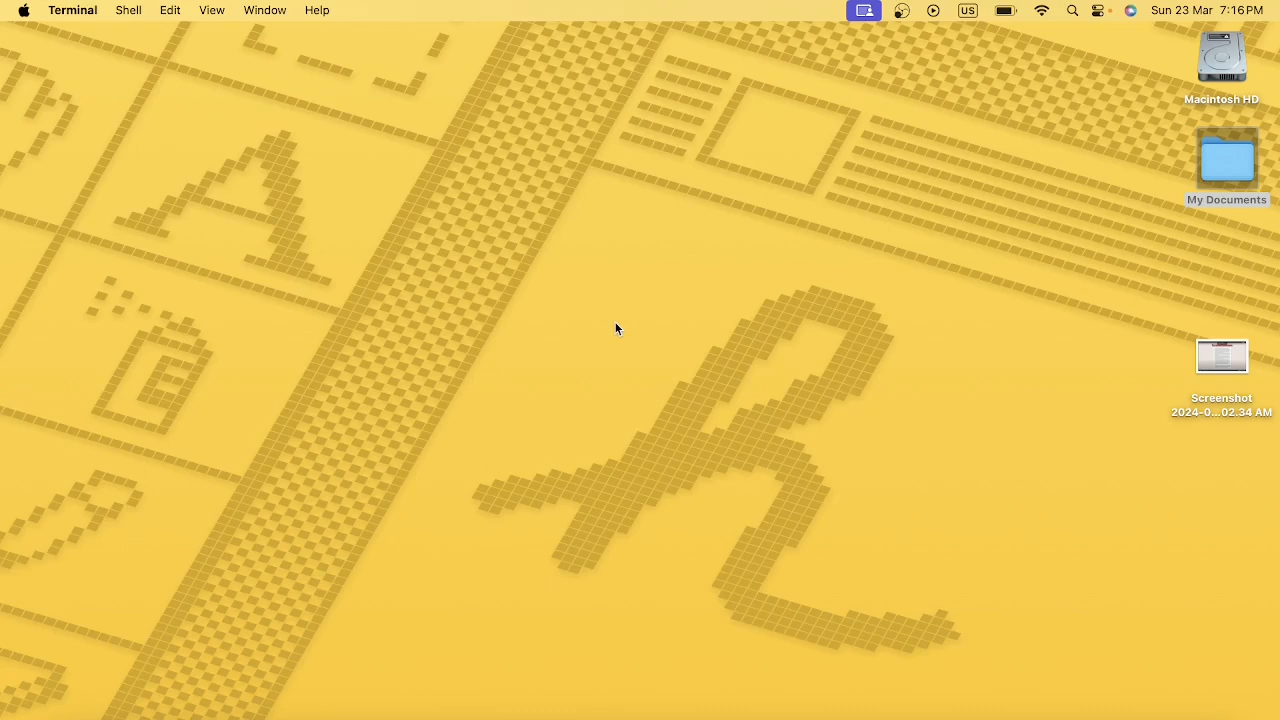 Terminal Shell Edit View Window Help US Sun 23 Mar 7:16 PM
Macintosh HD
My Documents
Screenshot
2024-0...02.34 AM
A